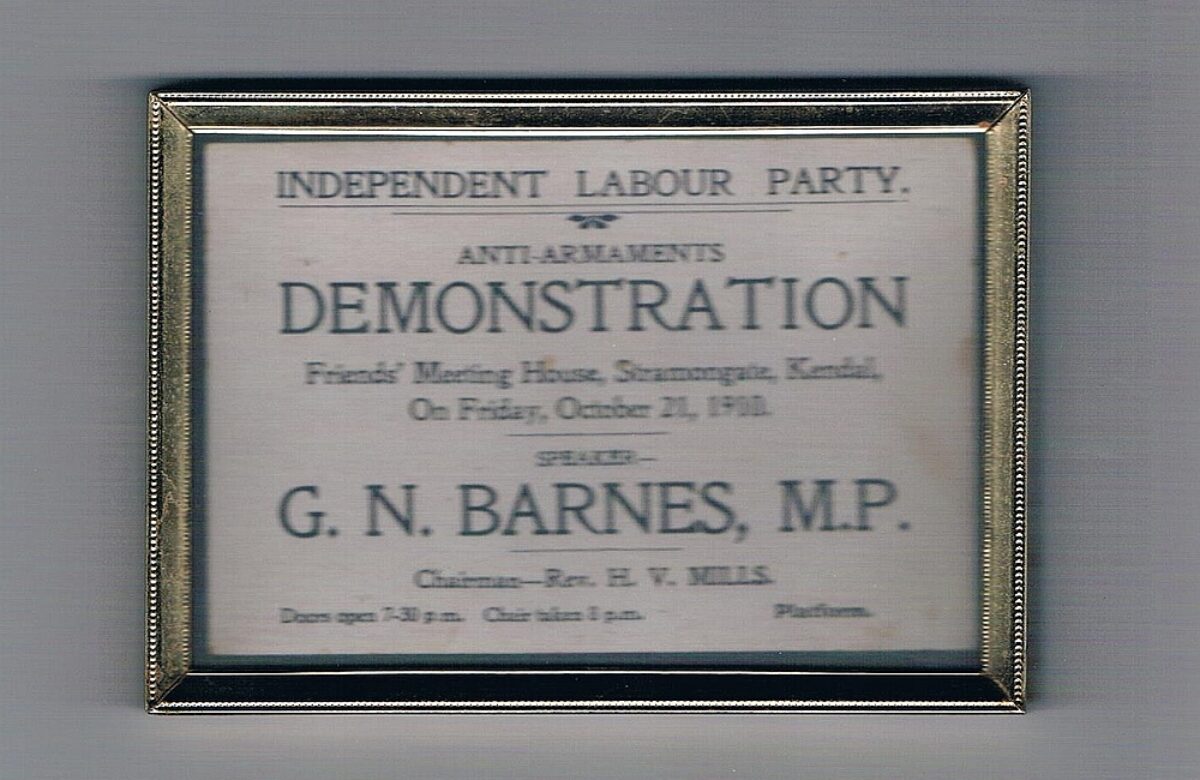 INDEPENDENT LABOUR PARTY.
ANTI-ARMAMENTS
DEMONSTRATION
Friends' Meeting House, Stramongate, Kendal,
On Friday, October 21, 1910.
SPEAKER—
G. N. BARNES, M.P.
Chairman—Rev. H. V. MILLS.
Doors open 7-30 p.m. Chair taken 8 p.m. Platform.